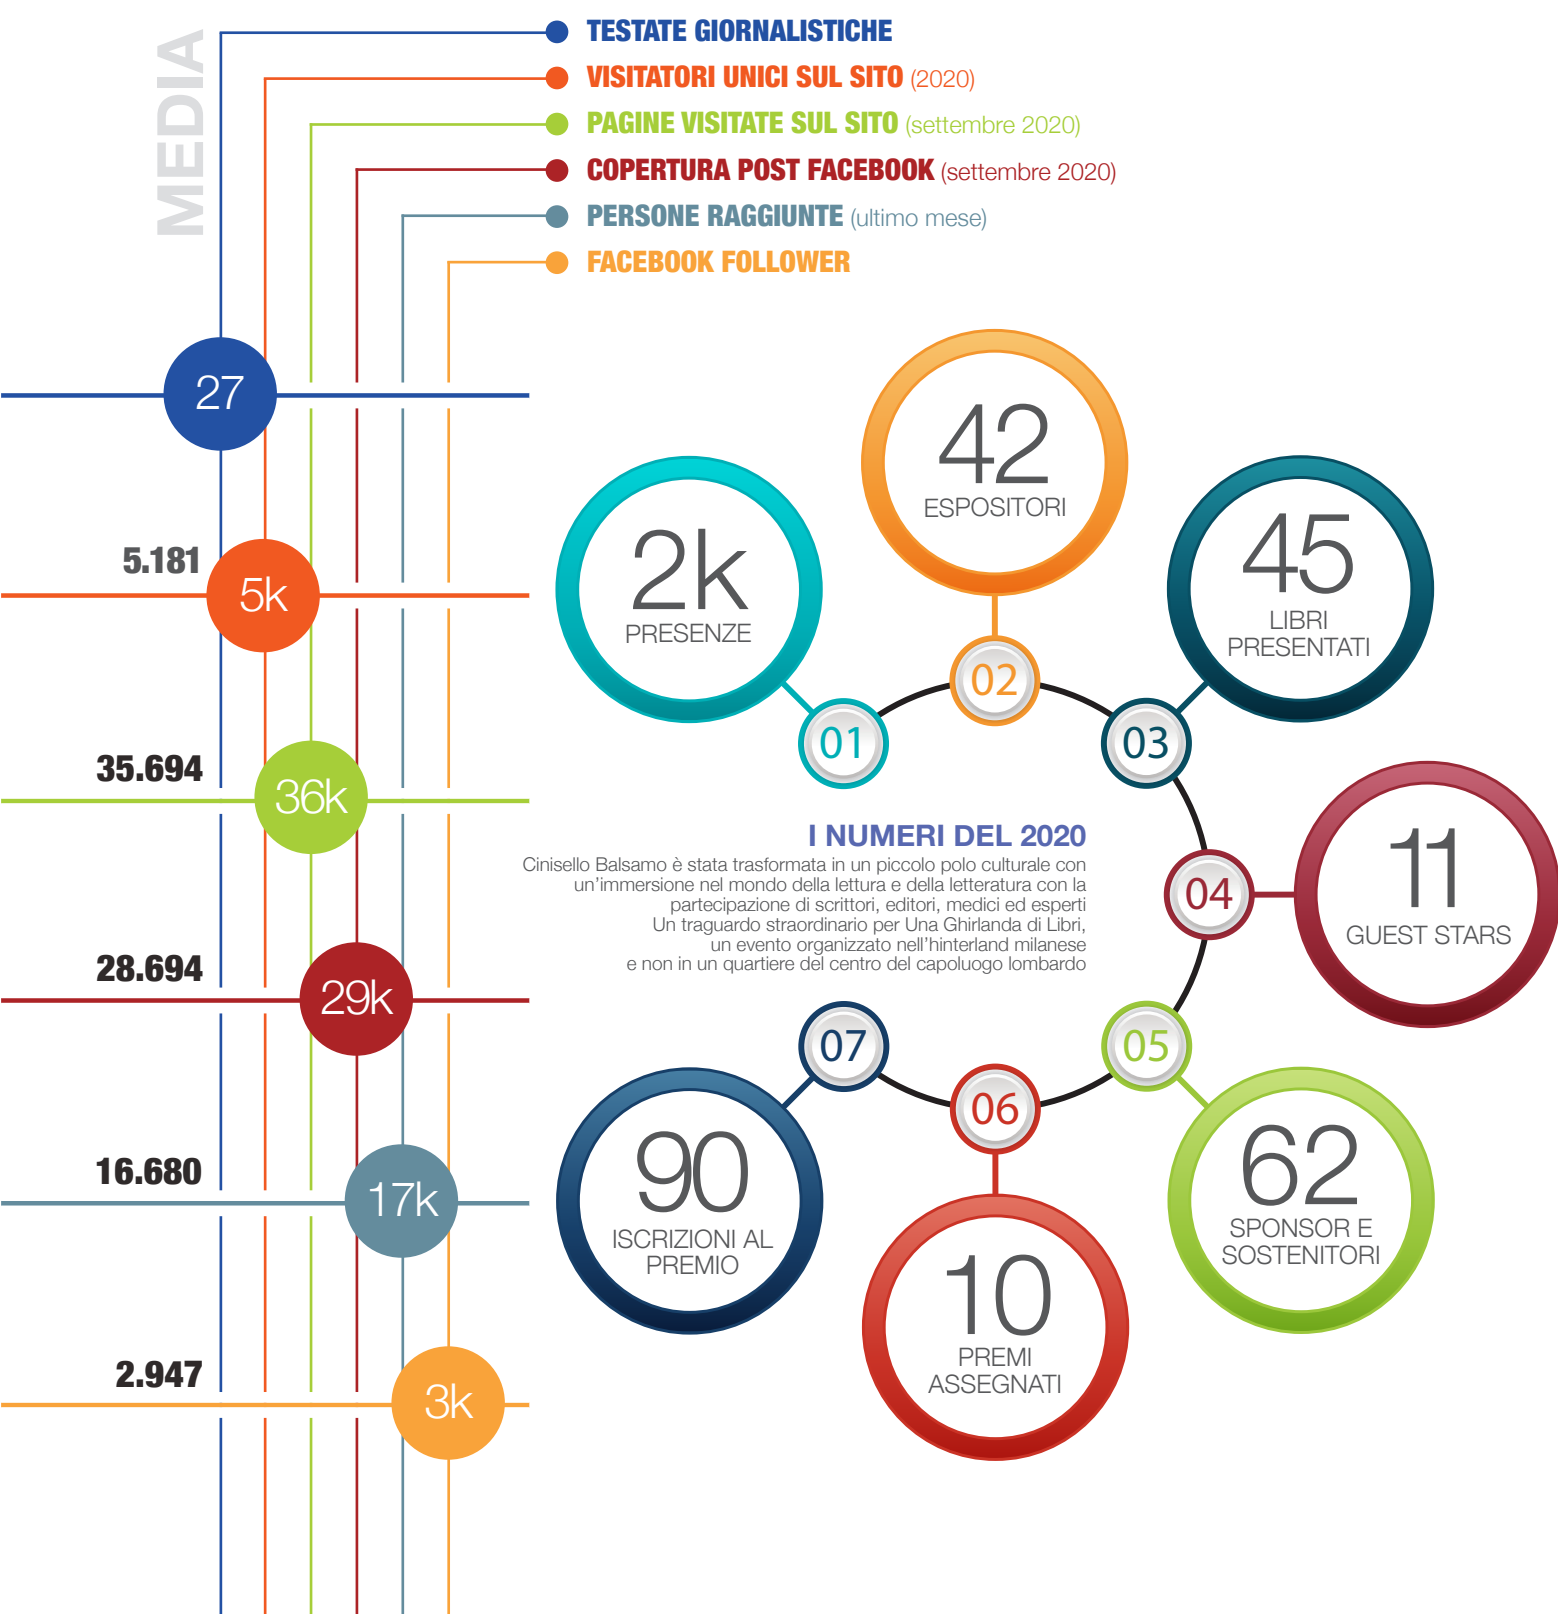 MEDIA
TESTATE GIORNALISTICHE
VISITATORI UNICI SUL SITO (2020)
PAGINE VISITATE SUL SITO (settembre 2020)
COPERTURA POST FACEBOOK (settembre 2020)
PERSONE RAGGIUNTE (ultimo mese)
FACEBOOK FOLLOWER
27
5.181
5k
35.694
36k
28.694
29k
16.680
17k
2.947
3k
2k
PRESENZE
01
42
ESPOSITORI
02
45
LIBRI
PRESENTATI
03
11
GUEST STARS
04
I NUMERI DEL 2020
Cinisello Balsamo è stata trasformata in un piccolo polo culturale con
un'immersione nel mondo della lettura e della letteratura con la
partecipazione di scrittori, editori, medici ed esperti
Un traguardo straordinario per Una Ghirlanda di Libri,
un evento organizzato nell'hinterland milanese
e non in un quartiere del centro del capoluogo lombardo
05
62
SPONSOR E
SOSTENITORI
06
10
PREMI
ASSEGNATI
07
90
ISCRIZIONI AL
PREMIO